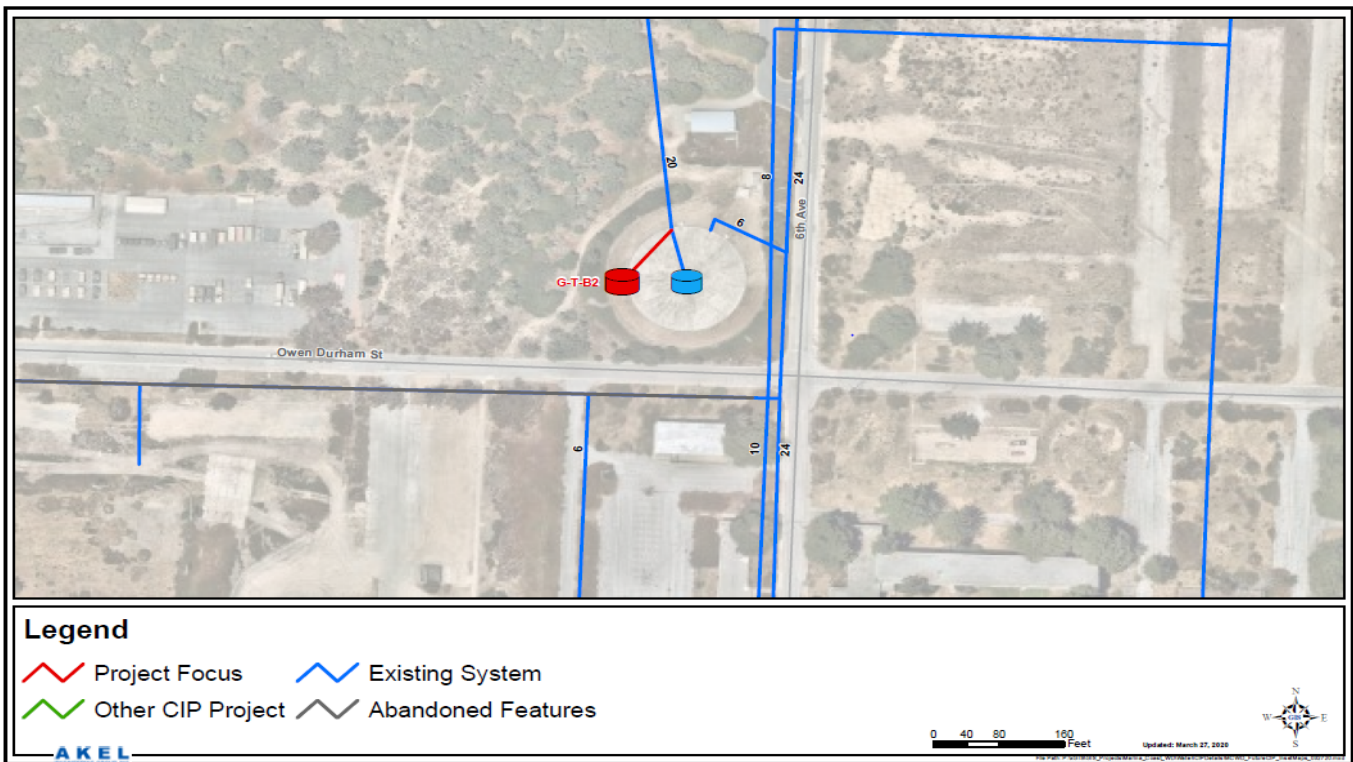 20
8
24
6th Ave
6
G-T-B2
Owen Durham St
6
10
24
Legend
Project Focus
Existing System
Other CIP Project
Abandoned Features
AKEL
0 40 80 160
Feet
Updated: March 27, 2020
N
W GIS E
S